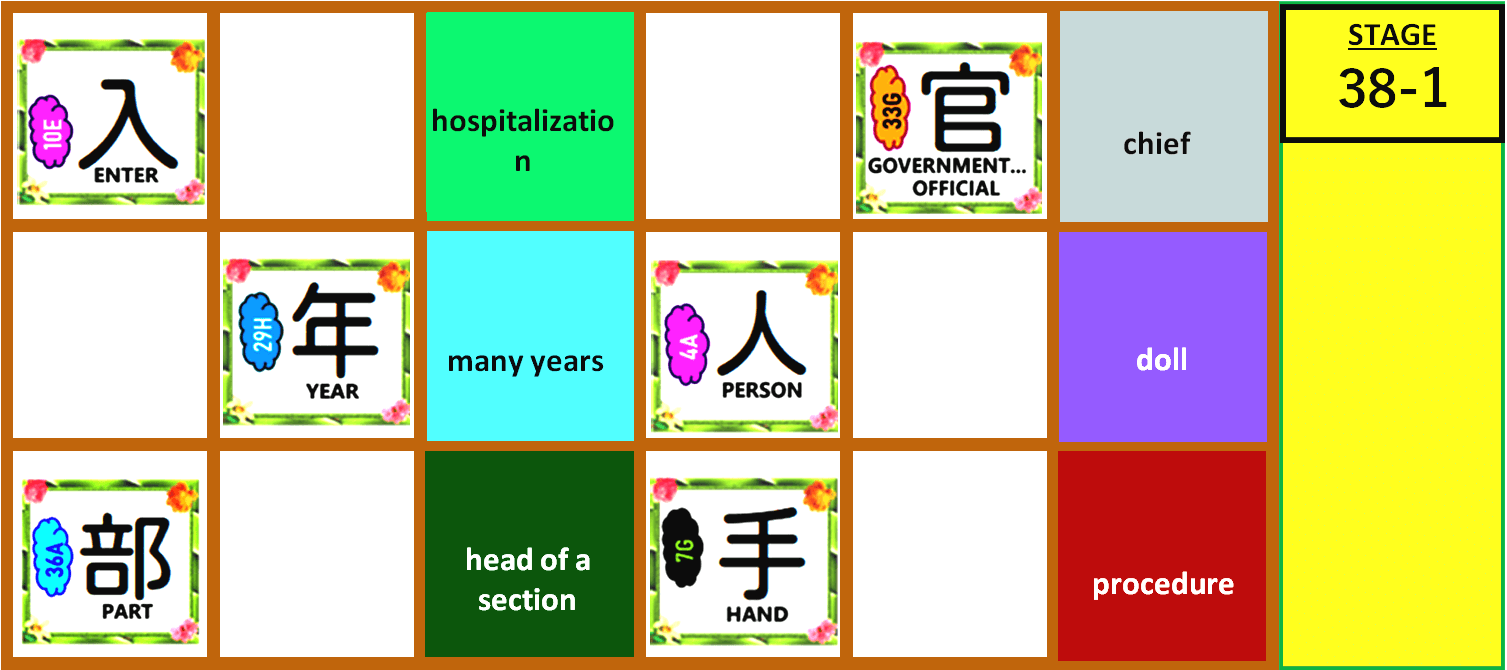 10E
入
ENTER
hospitalizatio
n
33G
官
GOVERNMENT...
OFFICIAL
chief
STAGE
38-1
29H
年
YEAR
many years
4A
人
PERSON
doll
36A
部
PART
head of a
section
7G
手
HAND
procedure